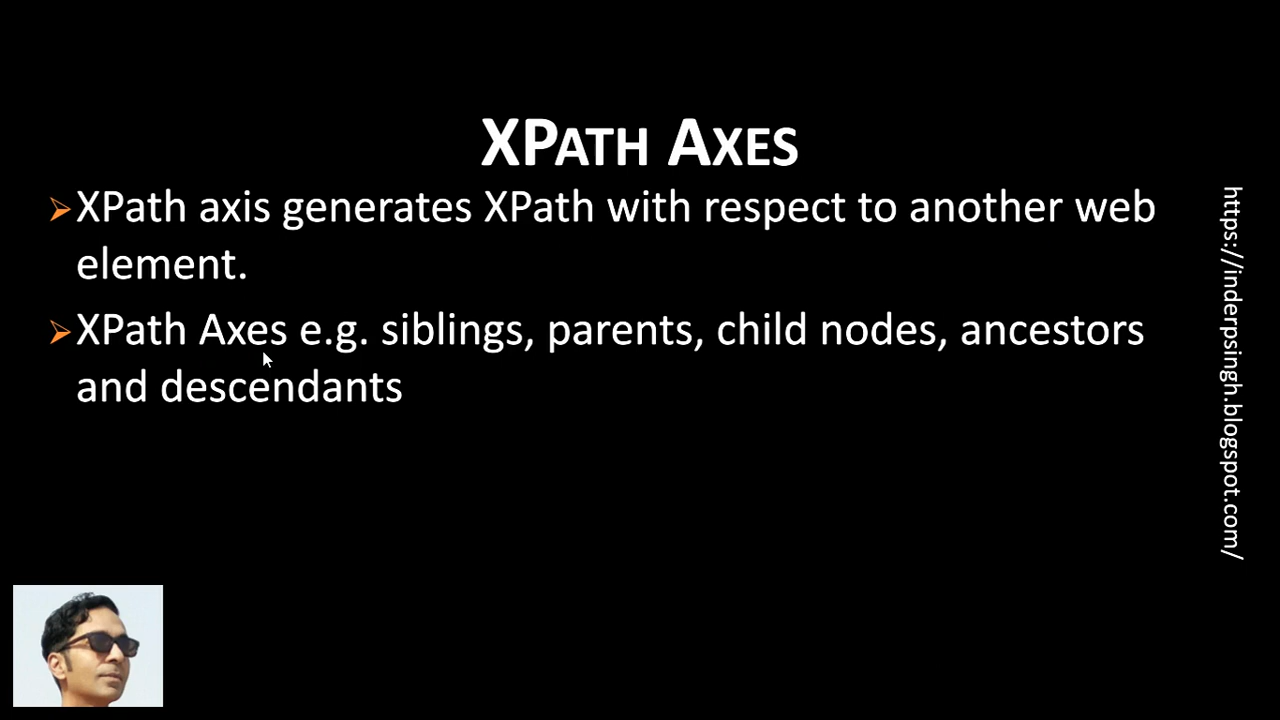 XPATH AXES
XPath axis generates XPath with respect to another web
element.
XPath Axes e.g. siblings, parents, child nodes, ancestors
and descendants
https://inderpsingh.blogspot.com/